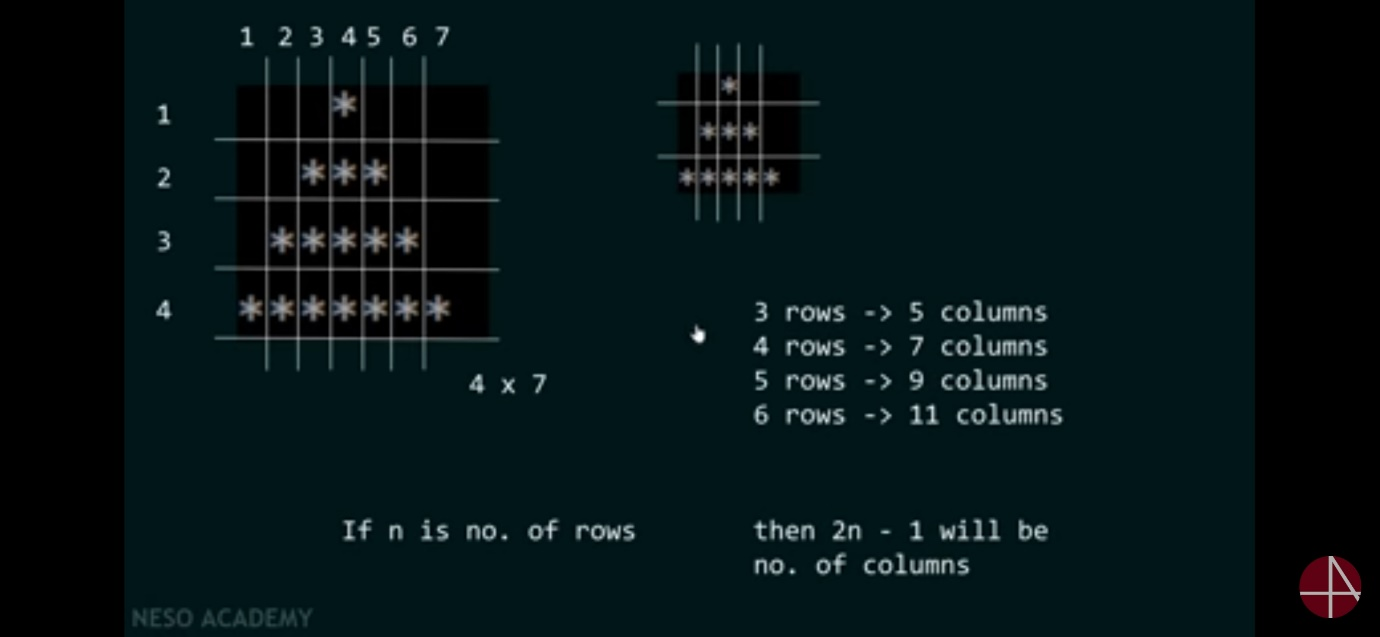 1 2 3 4 5 6 7
1 *
2 ***
3 *****
4 *******
4 x 7
*
***
*****
3 rows -> 5 columns
4 rows -> 7 columns
5 rows -> 9 columns
6 rows -> 11 columns
If n is no. of rows
then 2n - 1 will be
no. of columns
NESO ACADEMY